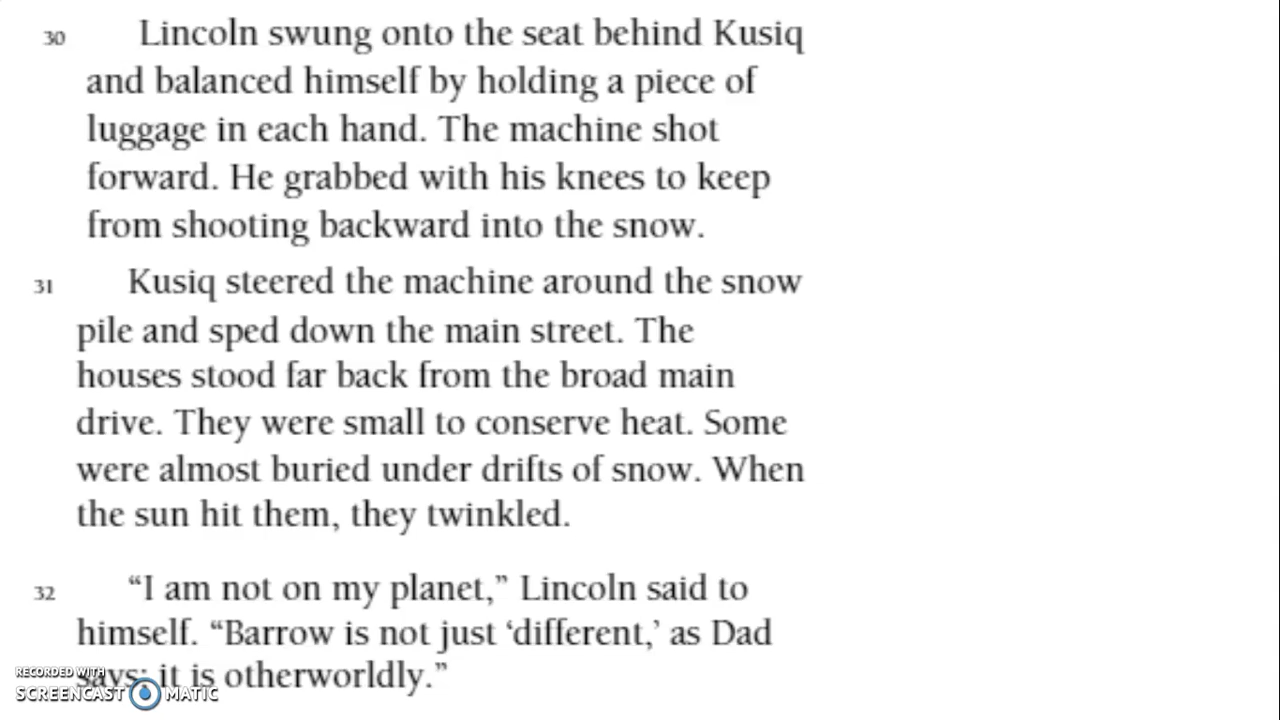 30 Lincoln swung onto the seat behind Kusiq
and balanced himself by holding a piece of
luggage in each hand. The machine shot
forward. He grabbed with his knees to keep
from shooting backward into the snow.
31 Kusiq steered the machine around the snow
pile and sped down the main street. The
houses stood far back from the broad main
drive. They were small to conserve heat. Some
were almost buried under drifts of snow. When
the sun hit them, they twinkled.
32 “I am not on my planet,” Lincoln said to
himself. “Barrow is not just ‘different,’ as Dad
says; it is otherworldly.”
RECORDED WITH
SCREENCAST MATIC